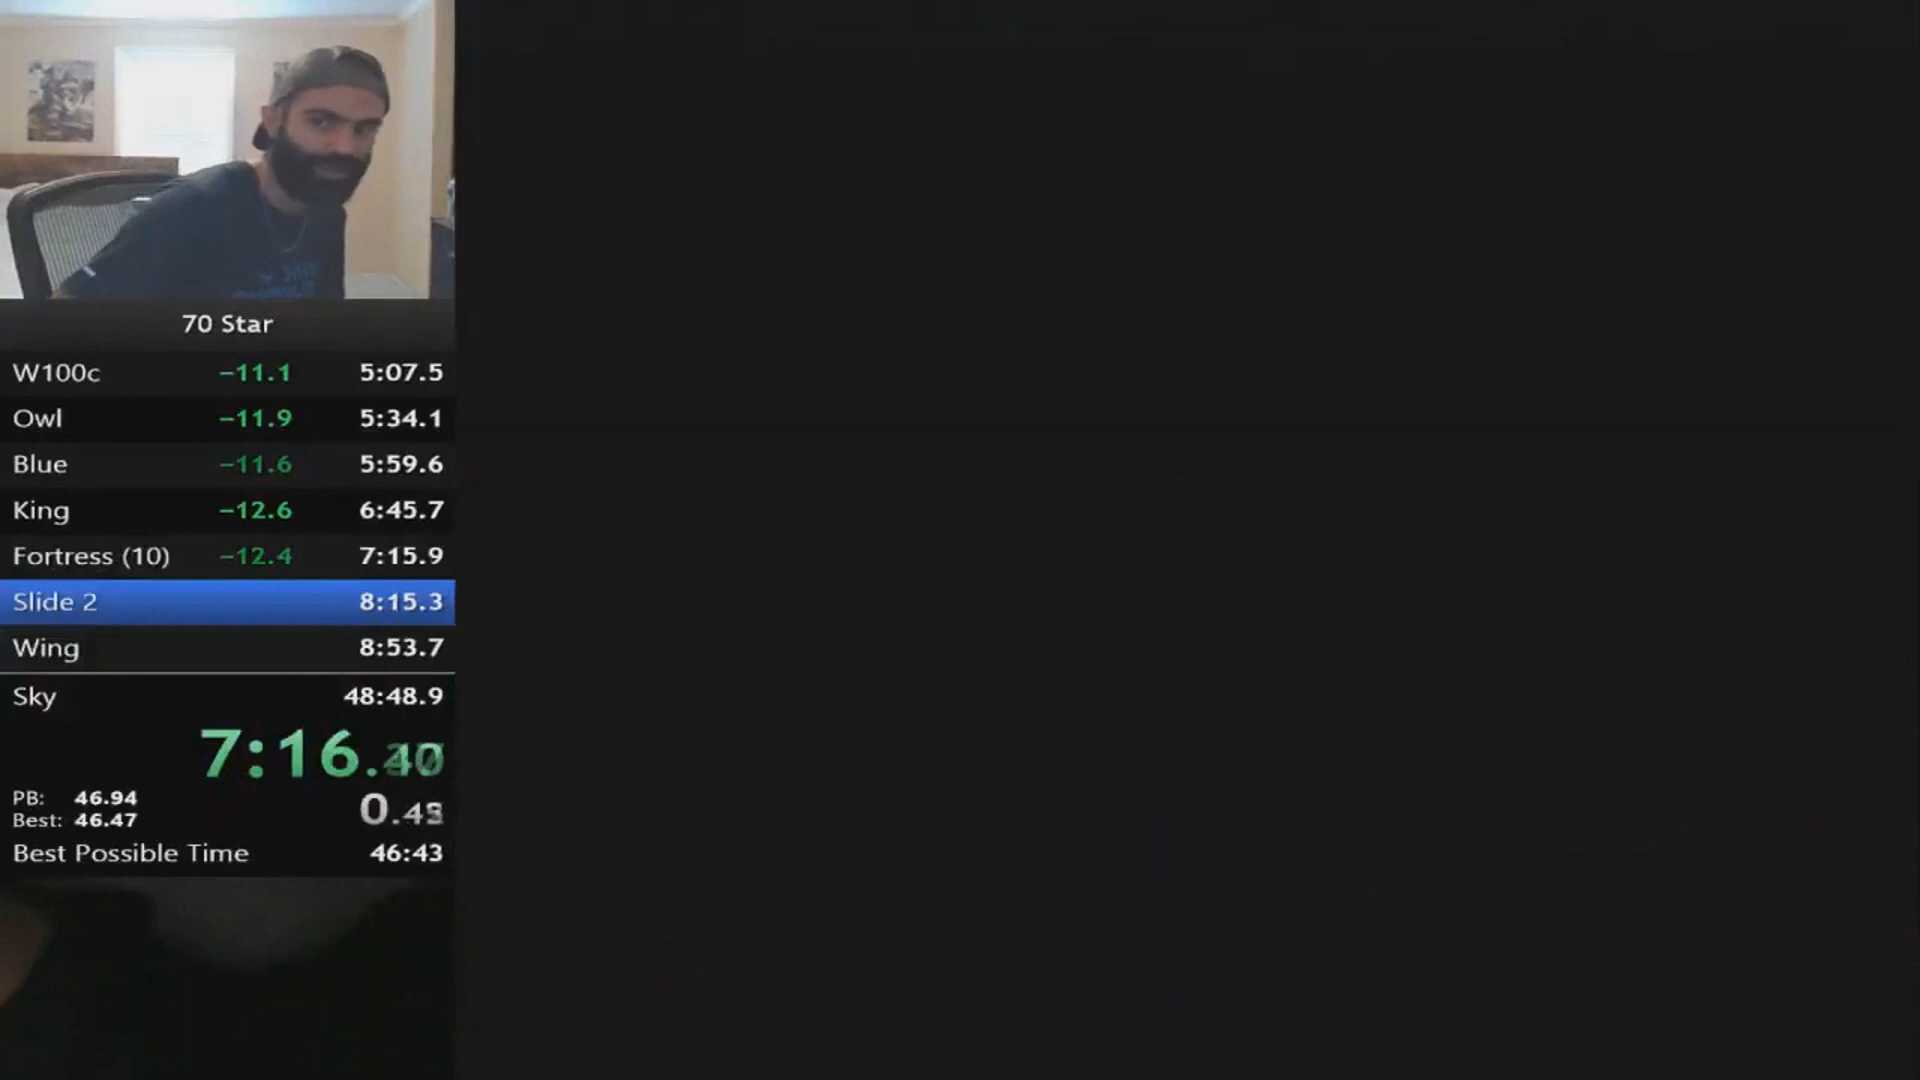 70 Star
W100c -11.1 5:07.5
Owl -11.9 5:34.1
Blue -11.6 5:59.6
King -12.6 6:45.7
Fortress (10) -12.4 7:15.9
Slide 2 8:15.3
Wing 8:53.7
Sky 48:48.9
7:16.40
PB: 46.94
Best: 46.47
Best Possible Time 46:43